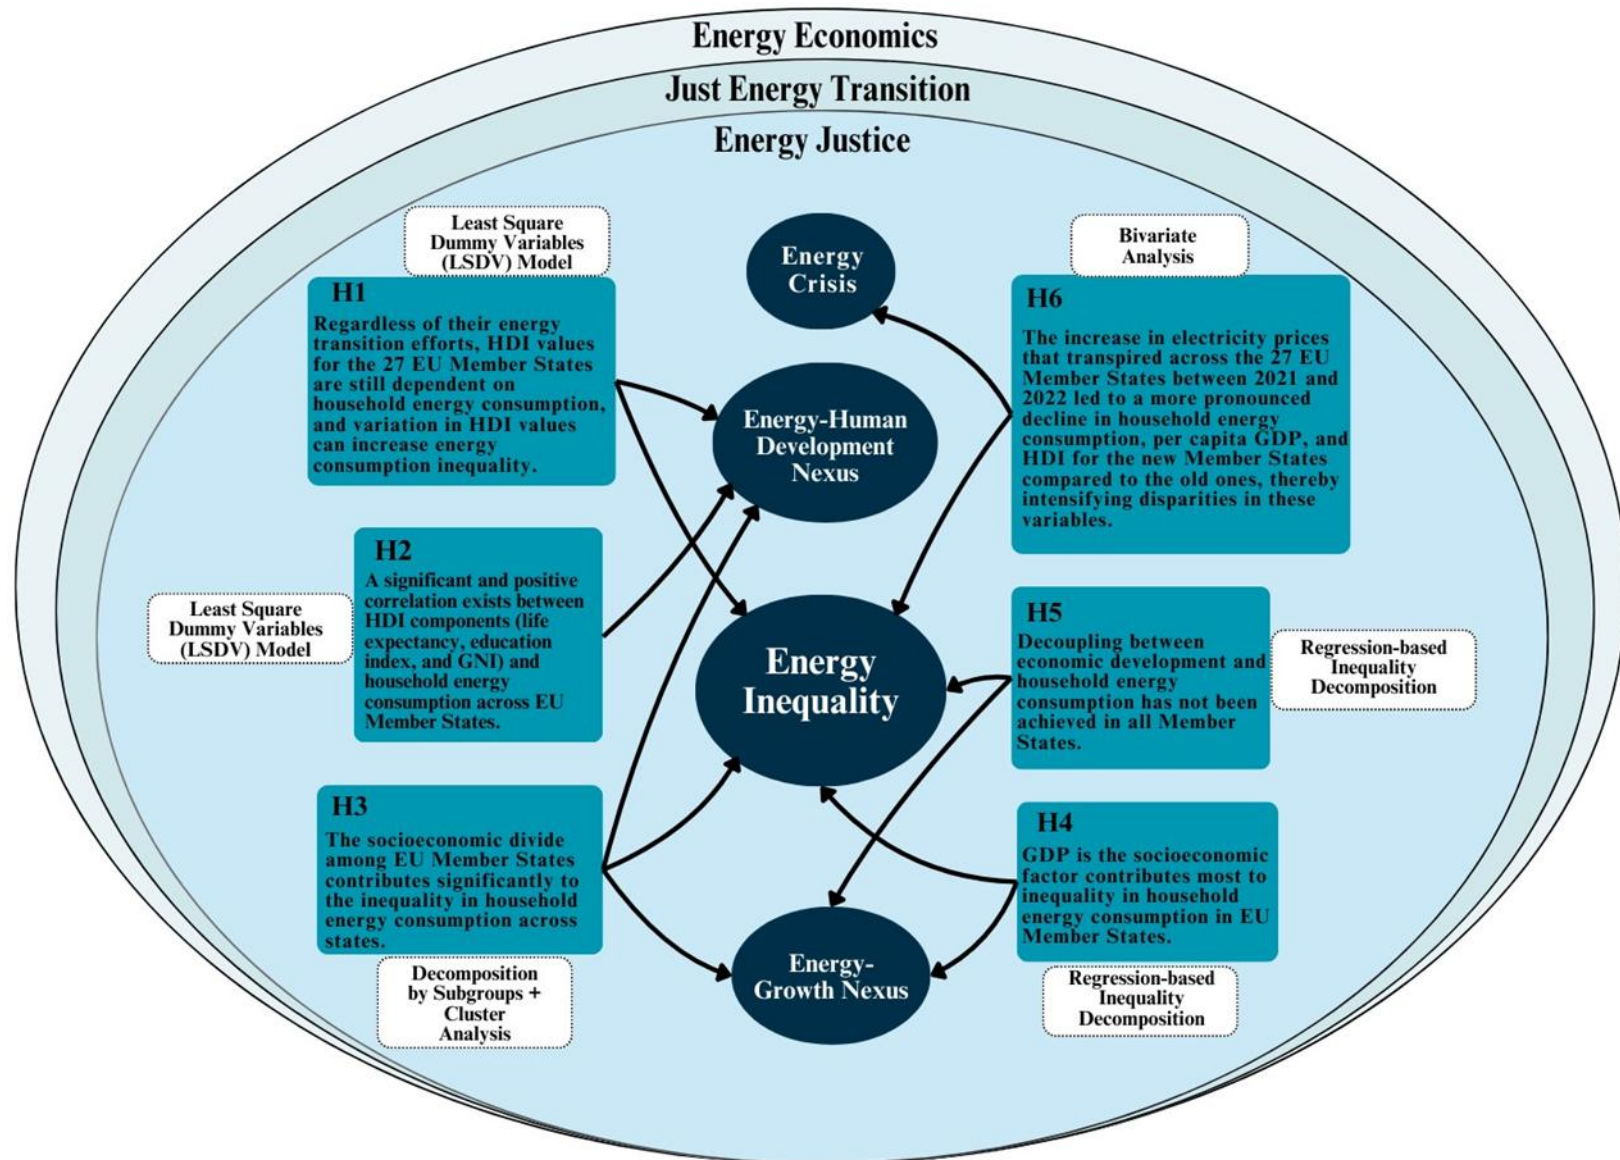 Energy Economics
Just Energy Transition
Energy Justice
Least Square
Dummy Variables
(LSDV) Model
H1
Regardless of their energy
transition efforts, HDI values
for the 27 EU Member States
are still dependent on
household energy consumption,
and variation in HDI values
can increase energy
consumption inequality.
Least Square
Dummy Variables
(LSDV) Model
H2
A significant and positive
correlation exists between
HDI components (life
expectancy, education
index, and GNI) and
household energy
consumption across EU
Member States.
H3
The socioeconomic divide
among EU Member States
contributes significantly to
the inequality in household
energy consumption across
states.
Decomposition
by Subgroups +
Cluster
Analysis
Energy
Crisis
Energy-Human
Development
Nexus
Energy
Inequality
Energy-
Growth Nexus
Bivariate
Analysis
H6
The increase in electricity prices
that transpired across the 27 EU
Member States between 2021 and
2022 led to a more pronounced
decline in household energy
consumption, per capita GDP, and
HDI for the new Member States
compared to the old ones, thereby
intensifying disparities in these
variables.
H5
Decoupling between
economic development and
household energy
consumption has not been
achieved in all Member
States.
Regression-based
Inequality
Decomposition
H4
GDP is the socioeconomic
factor contributes most to
inequality in household
energy consumption in EU
Member States.
Regression-based
Inequality
Decomposition